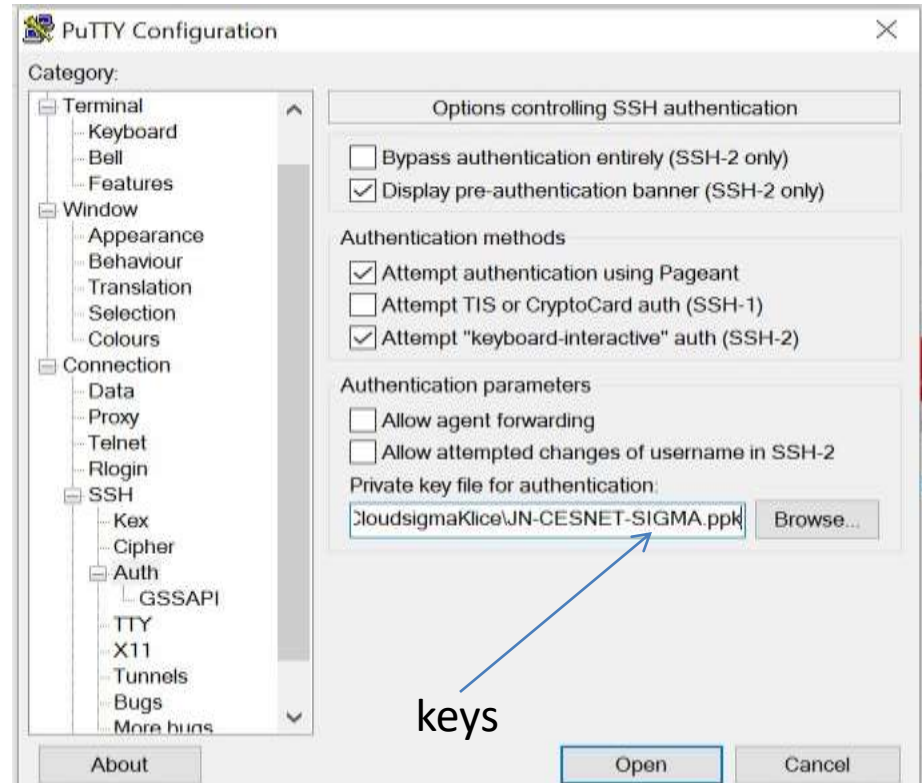 PuTTY Configuration
Category:
Terminal
Keyboard
Bell
Features
Window
Appearance
Behaviour
Translation
Selection
Colours
Connection
Data
Proxy
Telnet
Rlogin
SSH
Kex
Cipher
Auth
GSSAPI
TTY
X11
Tunnels
Bugs
More bugs
Options controlling SSH authentication
Bypass authentication entirely (SSH-2 only)
Display pre-authentication banner (SSH-2 only)
Authentication methods
Attempt authentication using Pageant
Attempt TIS or CryptoCard auth (SSH-1)
Attempt "keyboard-interactive" auth (SSH-2)
Authentication parameters
Allow agent forwarding
Allow attempted changes of username in SSH-2
Private key file for authentication:
CloudsigmaKlice\JN-CESNET-SIGMA.ppk
Browse...
keys
About
Open
Cancel